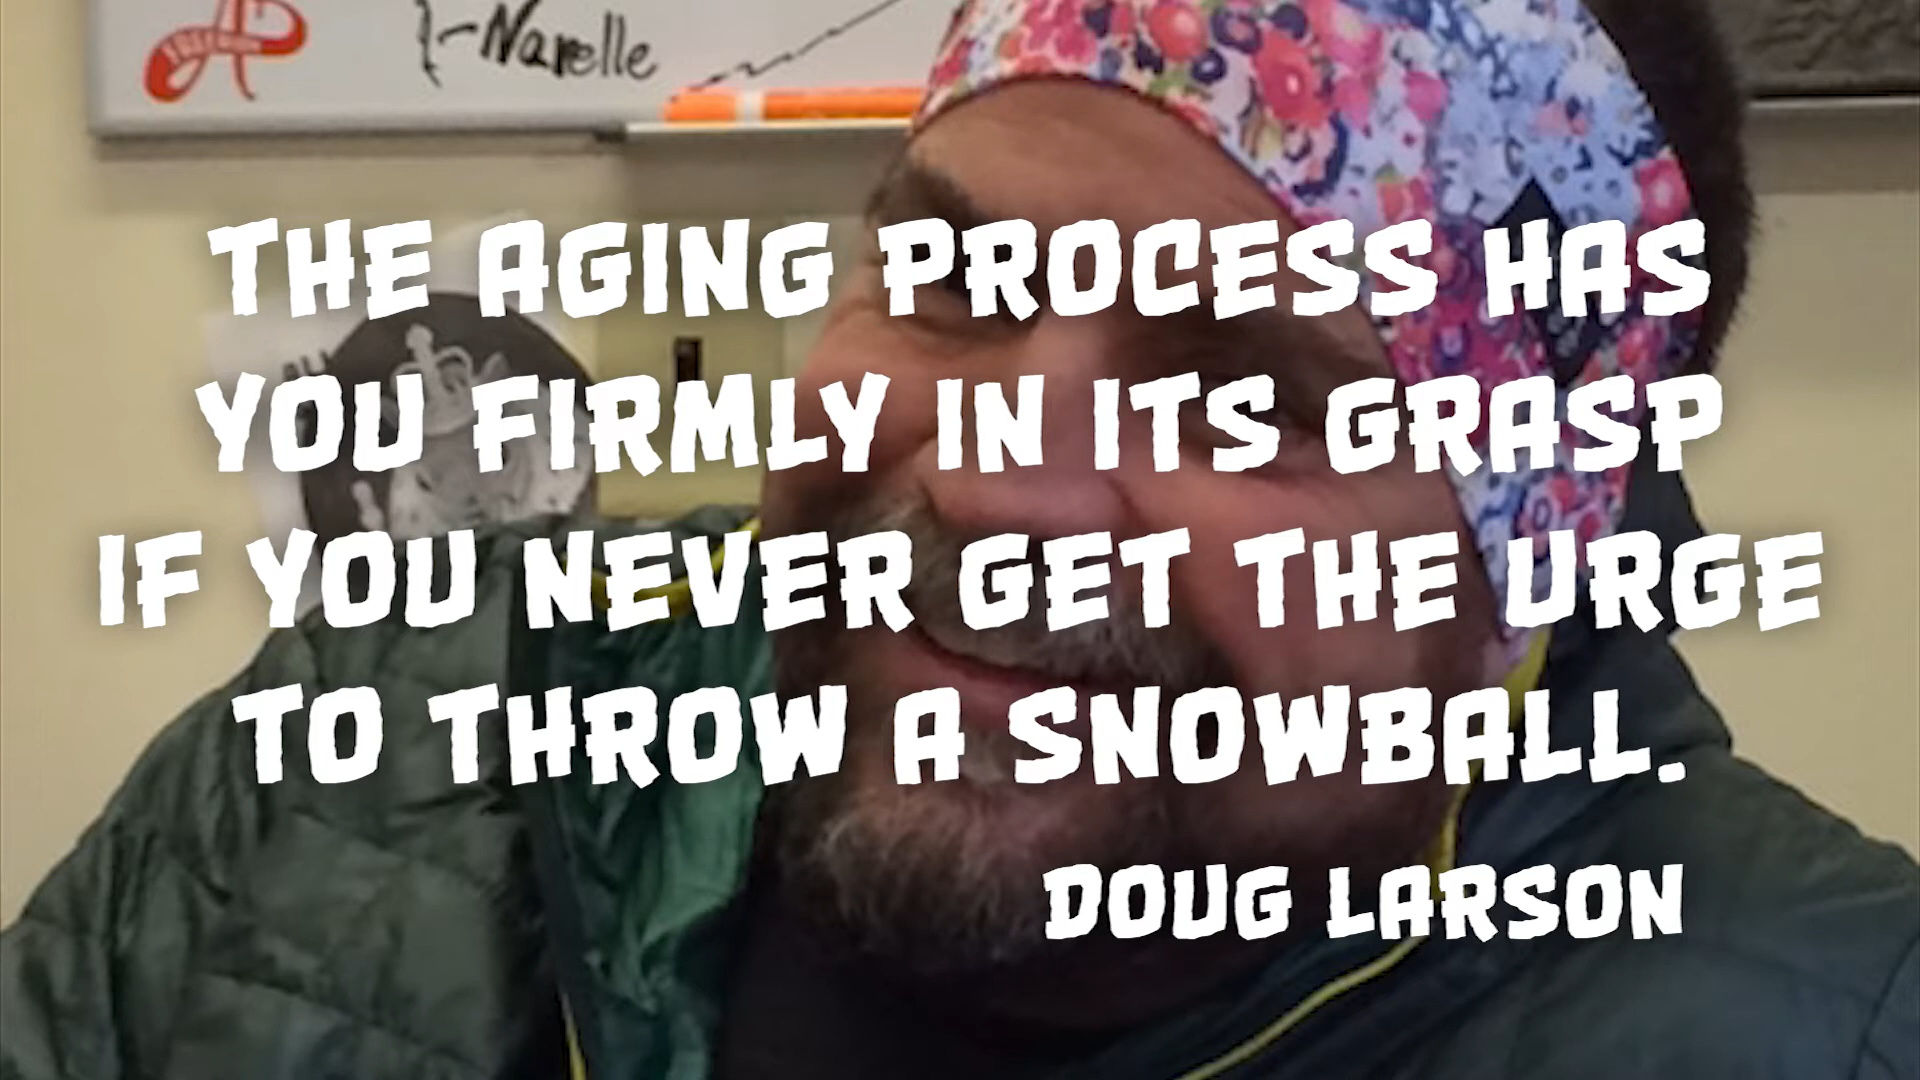 Narelle
THE AGING PROCESS HAS
YOU FIRMLY IN ITS GRASP
IF YOU NEVER GET THE URGE
TO THROW A SNOWBALL.
DOUG LARSON